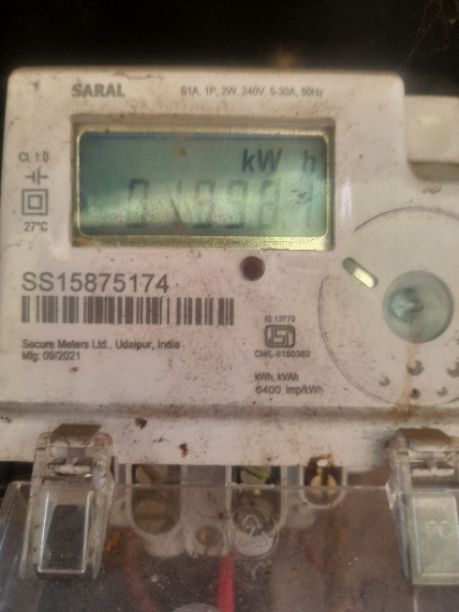 SARAL
S1A, 1P, 2W, 240V, 5-30A, 50Hz
CL 1.0
kW h
27°C
SS15875174
IS 13779
Secure Meters Ltd., Udaipur, India
Mfg: 09/2021
kWh, kVAh
6400 imp/kWh